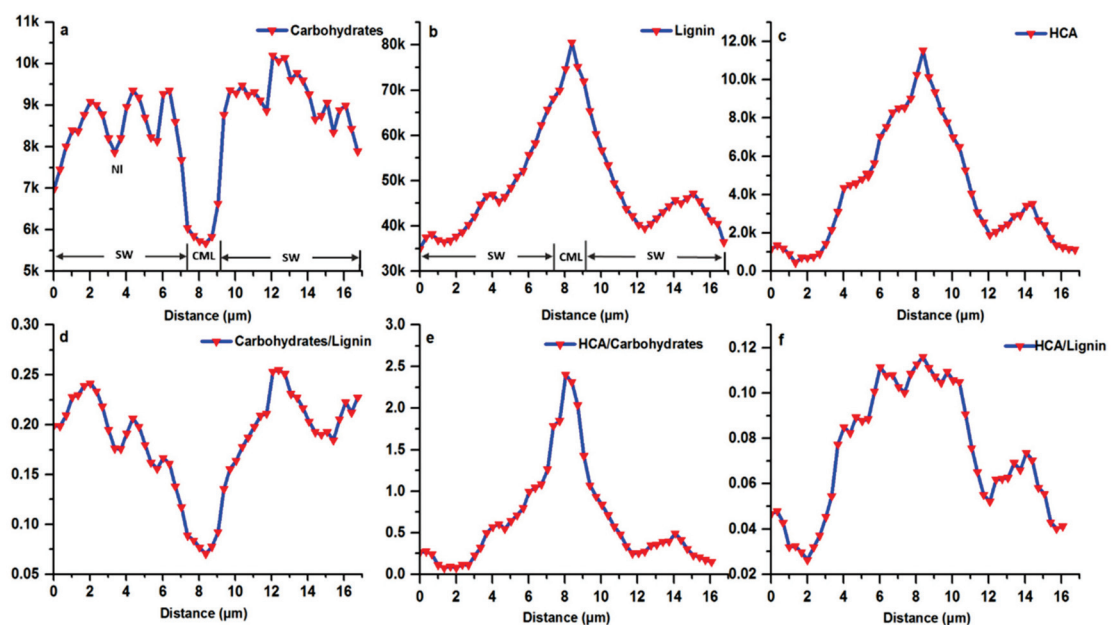 a
Carbohydrates
11k
10k
9k
8k
7k
6k
5k
NI
SW
CML
SW
0 2 4 6 8 10 12 14 16
Distance (µm)
b
Lignin
80k
70k
60k
50k
40k
30k
SW
CML
SW
0 2 4 6 8 10 12 14 16
Distance (µm)
c
HCA
12.0k
10.0k
8.0k
6.0k
4.0k
2.0k
0.0
0 2 4 6 8 10 12 14 16
Distance (µm)
d
Carbohydrates/Lignin
0.30
0.25
0.20
0.15
0.10
0.05
0 2 4 6 8 10 12 14 16
Distance (µm)
e
HCA/Carbohydrates
3.0
2.5
2.0
1.5
1.0
0.5
0.0
0 2 4 6 8 10 12 14 16
Distance (µm)
f
HCA/Lignin
0.12
0.10
0.08
0.06
0.04
0.02
0 2 4 6 8 10 12 14 16
Distance (µm)